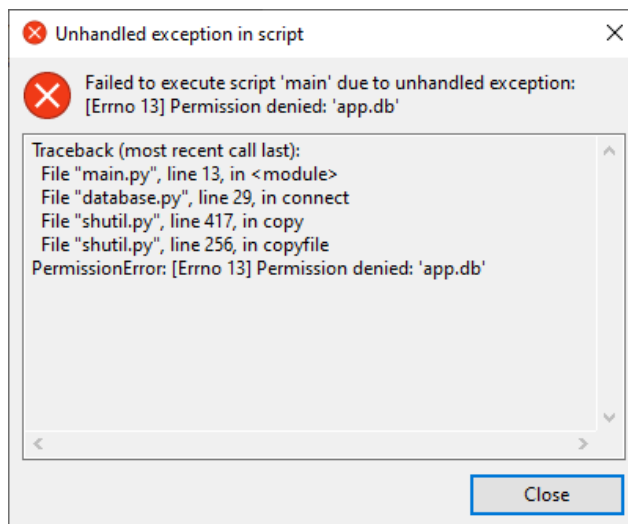 Unhandled exception in script
Failed to execute script 'main' due to unhandled exception:
[Errno 13] Permission denied: 'app.db'
Traceback (most recent call last):
  File "main.py", line 13, in <module>
  File "database.py", line 29, in connect
  File "shutil.py", line 417, in copy
  File "shutil.py", line 256, in copyfile
PermissionError: [Errno 13] Permission denied: 'app.db'
Close